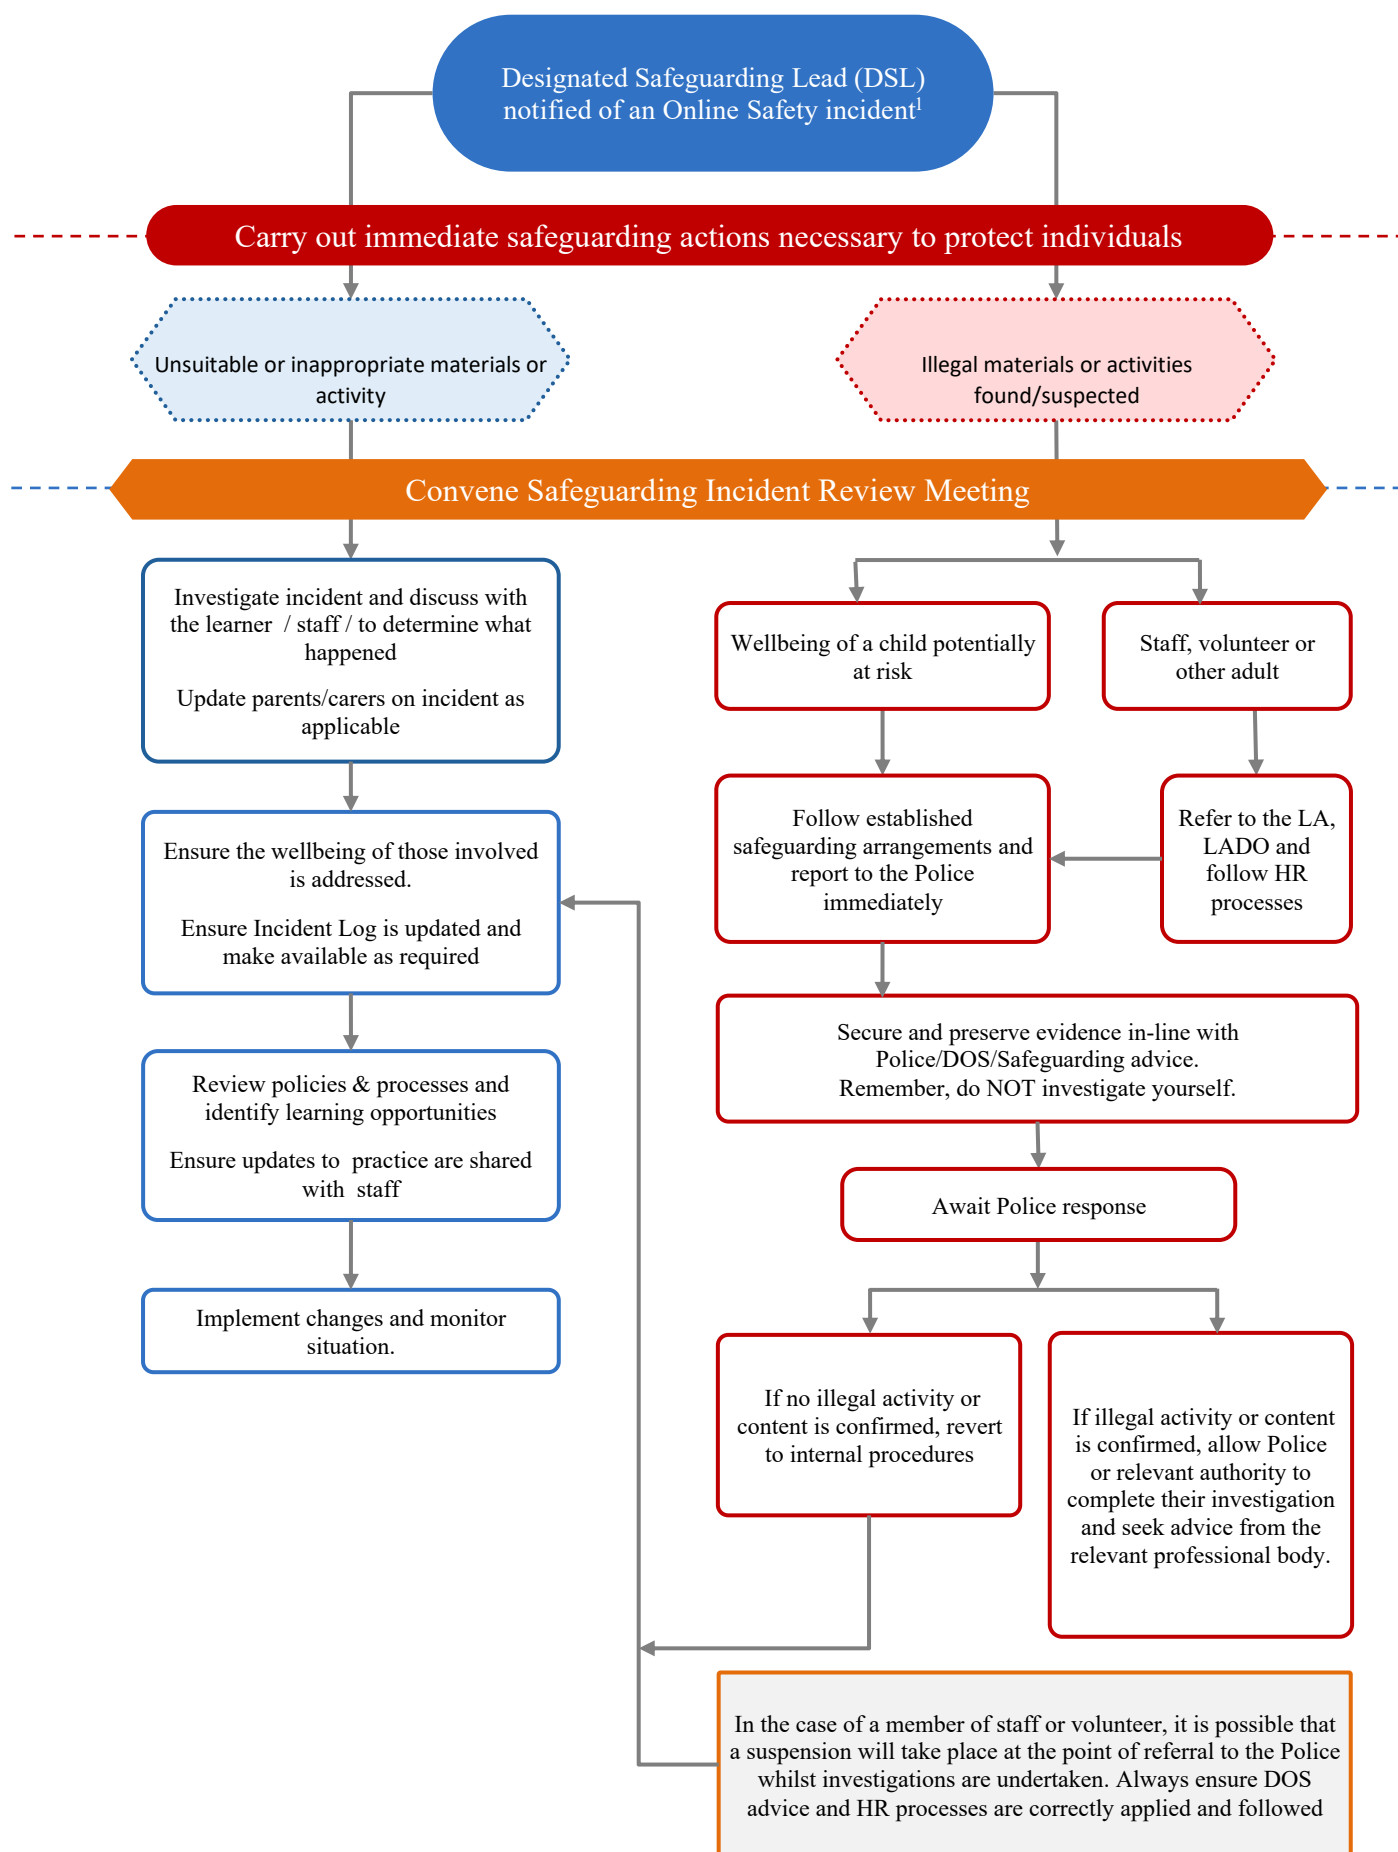 Designated Safeguarding Lead (DSL)
notified of an Online Safety incident1
Carry out immediate safeguarding actions necessary to protect individuals
Unsuitable or inappropriate materials or
activity
Illegal materials or activities
found/suspected
Convene Safeguarding Incident Review Meeting
Investigate incident and discuss with
the learner / staff / to determine what
happened
Update parents/carers on incident as
applicable
Ensure the wellbeing of those involved
is addressed.
Ensure Incident Log is updated and
make available as required
Review policies & processes and
identify learning opportunities
Ensure updates to practice are shared
with staff
Implement changes and monitor
situation.
Wellbeing of a child potentially
at risk
Staff, volunteer or
other adult
Follow established
safeguarding arrangements and
report to the Police
immediately
Refer to the LA,
LADO and
follow HR
processes
Secure and preserve evidence in-line with
Police/DOS/Safeguarding advice.
Remember, do NOT investigate yourself.
Await Police response
If no illegal activity or
content is confirmed, revert
to internal procedures
If illegal activity or content
is confirmed, allow Police
or relevant authority to
complete their investigation
and seek advice from the
relevant professional body.
In the case of a member of staff or volunteer, it is possible that
a suspension will take place at the point of referral to the Police
whilst investigations are undertaken. Always ensure DOS
advice and HR processes are correctly applied and followed